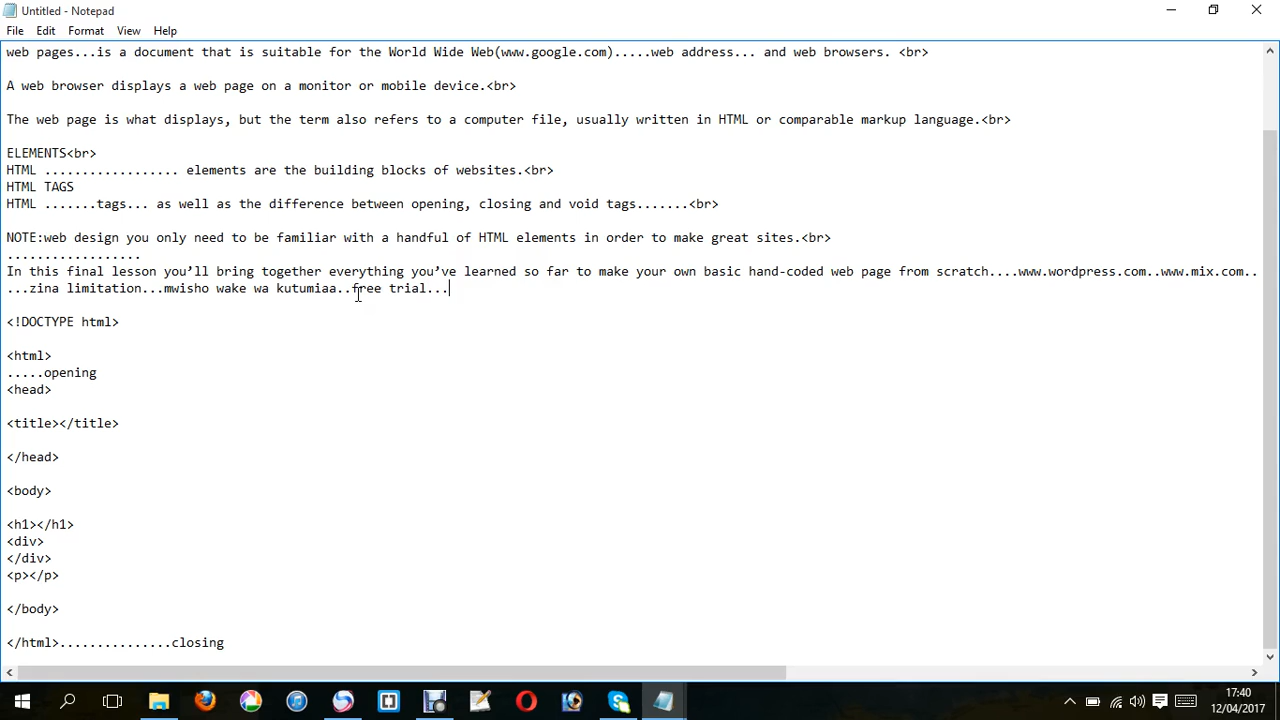 Untitled - Notepad
File Edit Format View Help
web pages...is a document that is suitable for the World Wide Web(www.google.com).....web address... and web browsers. <br>
A web browser displays a web page on a monitor or mobile device.<br>
The web page is what displays, but the term also refers to a computer file, usually written in HTML or comparable markup language.<br>
ELEMENTS<br>
HTML .................. elements are the building blocks of websites.<br>
HTML TAGS
HTML .......tags... as well as the difference between opening, closing and void tags.......<br>
NOTE:web design you only need to be familiar with a handful of HTML elements in order to make great sites.<br>
..................
In this final lesson you’ll bring together everything you’ve learned so far to make your own basic hand-coded web page from scratch....www.wordpress.com..www.mix.com..
...zina limitation...mwisho wake wa kutumiaa..free trial...
<!DOCTYPE html>
<html>
.....opening
<head>
<title></title>
</head>
<body>
<h1></h1>
<div>
</div>
<p></p>
</body>
</html>...............closing
17:40
12/04/2017